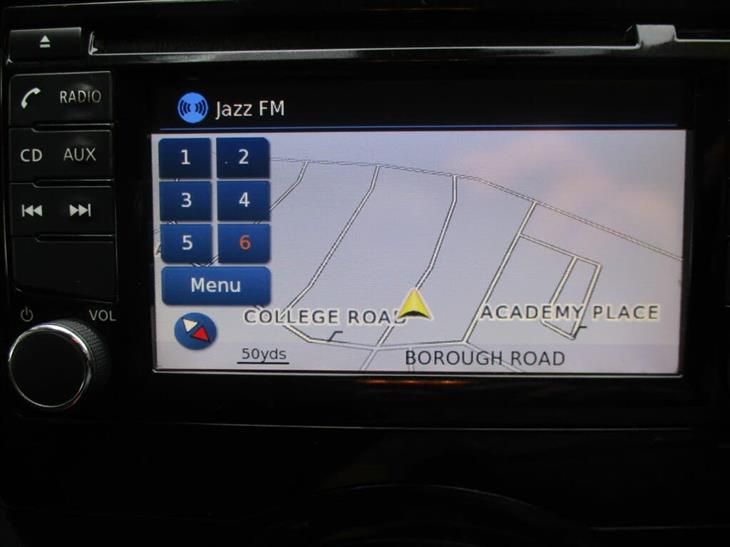 RADIO
Jazz FM
CD AUX
1 2
3 4
5 6
Menu
VOL
COLLEGE ROAD
ACADEMY PLACE
50yds
BOROUGH ROAD